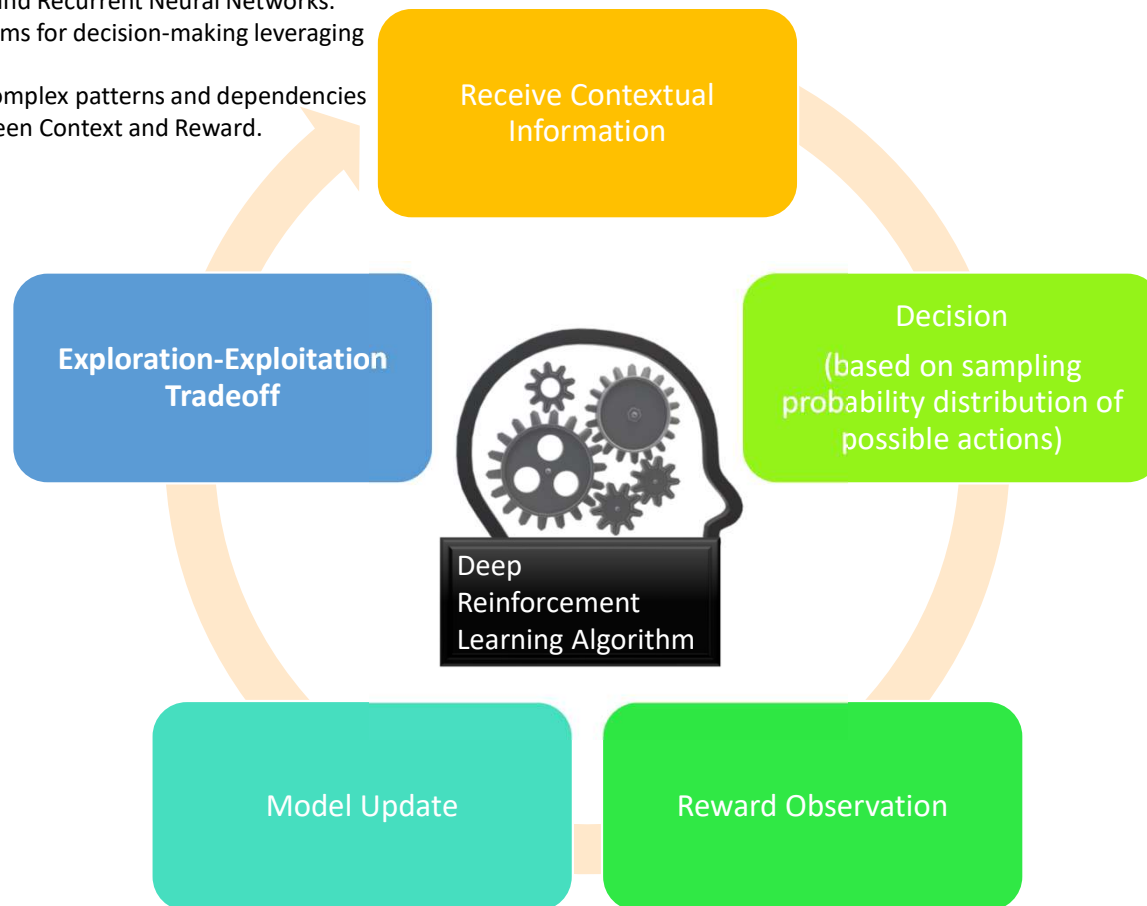 and Recurrent Neural Networks.
ms for decision-making leveraging
omplex patterns and dependencies
een Context and Reward.
Receive Contextual
Information
Decision
(based on sampling
probability distribution of
possible actions)
Reward Observation
Model Update
Exploration-Exploitation
Tradeoff
Deep
Reinforcement
Learning Algorithm